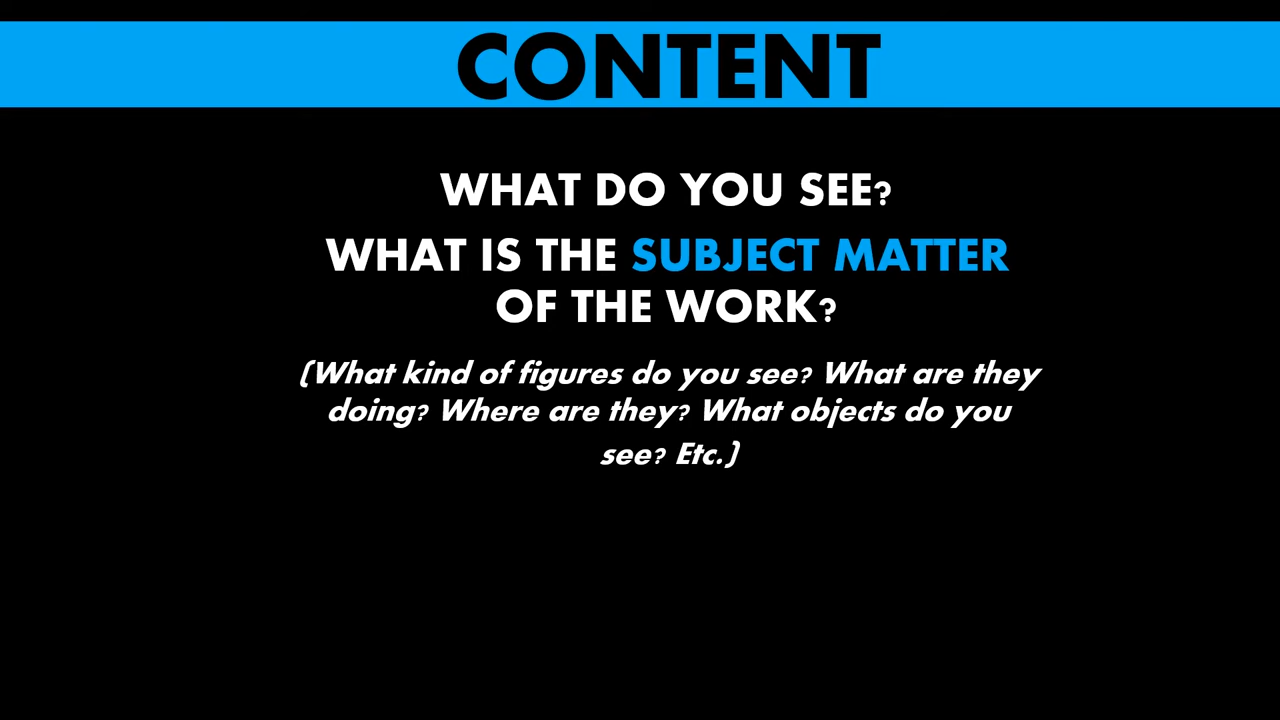 CONTENT
WHAT DO YOU SEE?
WHAT IS THE SUBJECT MATTER
OF THE WORK?
(What kind of figures do you see? What are they
doing? Where are they? What objects do you
see? Etc.)